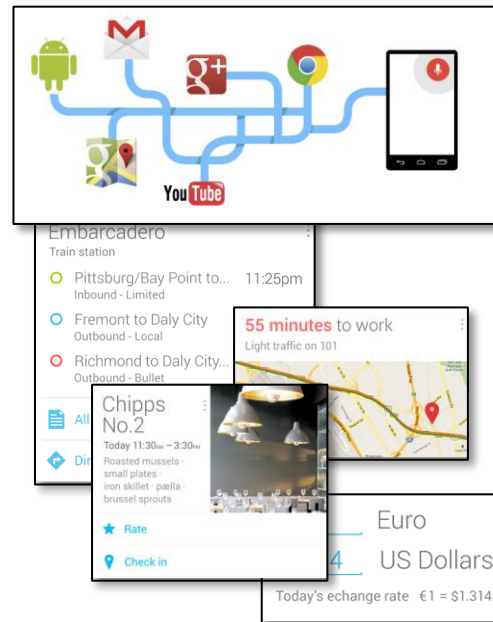 g+
You Tube
Embarcadero
Train station
Pittsburg/Bay Point to... 11:25pm
Inbound - Limited
Fremont to Daly City
Outbound - Local
Richmond to Daly City...
Outbound - Bullet
All
Dir
55 minutes to work
Light traffic on 101
Chipps
No.2
Today 11:30AM – 3:30PM
Roasted mussels ·
small plates ·
iron skillet · pælla ·
brussel sprouts
Rate
Check in
Euro
4 US Dollars
Today's echange rate €1 = $1.314